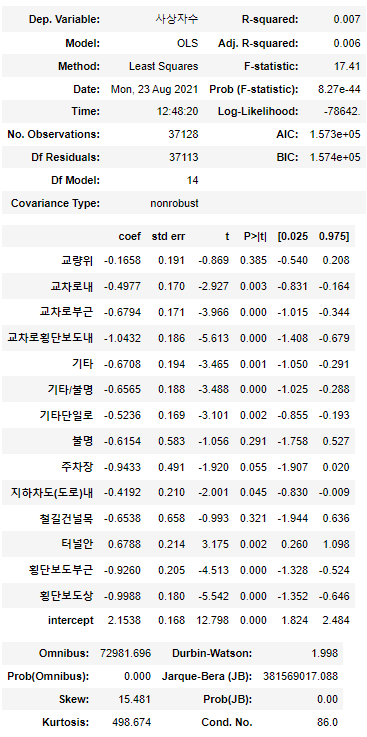 Dep. Variable: 사상자수 R-squared: 0.007
Model: OLS Adj. R-squared: 0.006
Method: Least Squares F-statistic: 17.41
Date: Mon, 23 Aug 2021 Prob (F-statistic): 8.27e-44
Time: 12:48:20 Log-Likelihood: -78642.
No. Observations: 37128 AIC: 1.573e+05
Df Residuals: 37113 BIC: 1.574e+05
Df Model: 14
Covariance Type: nonrobust
coef std err t P>|t| [0.025 0.975]
교량위 -0.1658 0.191 -0.869 0.385 -0.540 0.208
교차로내 -0.4977 0.170 -2.927 0.003 -0.831 -0.164
교차로부근 -0.6794 0.171 -3.966 0.000 -1.015 -0.344
교차로횡단보도내 -1.0432 0.186 -5.613 0.000 -1.408 -0.679
기타 -0.6708 0.194 -3.465 0.001 -1.050 -0.291
기타/불명 -0.6565 0.188 -3.488 0.000 -1.025 -0.288
기타단일로 -0.5236 0.169 -3.101 0.002 -0.855 -0.193
불명 -0.6154 0.583 -1.056 0.291 -1.758 0.527
주차장 -0.9433 0.491 -1.920 0.055 -1.907 0.020
지하차도(도로)내 -0.4192 0.210 -2.001 0.045 -0.830 -0.009
철길건널목 -0.6538 0.658 -0.993 0.321 -1.944 0.636
터널안 0.6788 0.214 3.175 0.002 0.260 1.098
횡단보도부근 -0.9260 0.205 -4.513 0.000 -1.328 -0.524
횡단보도상 -0.9988 0.180 -5.542 0.000 -1.352 -0.646
intercept 2.1538 0.168 12.798 0.000 1.824 2.484
Omnibus: 72981.696 Durbin-Watson: 1.998
Prob(Omnibus): 0.000 Jarque-Bera (JB): 381569017.088
Skew: 15.481 Prob(JB): 0.00
Kurtosis: 498.674 Cond. No. 86.0